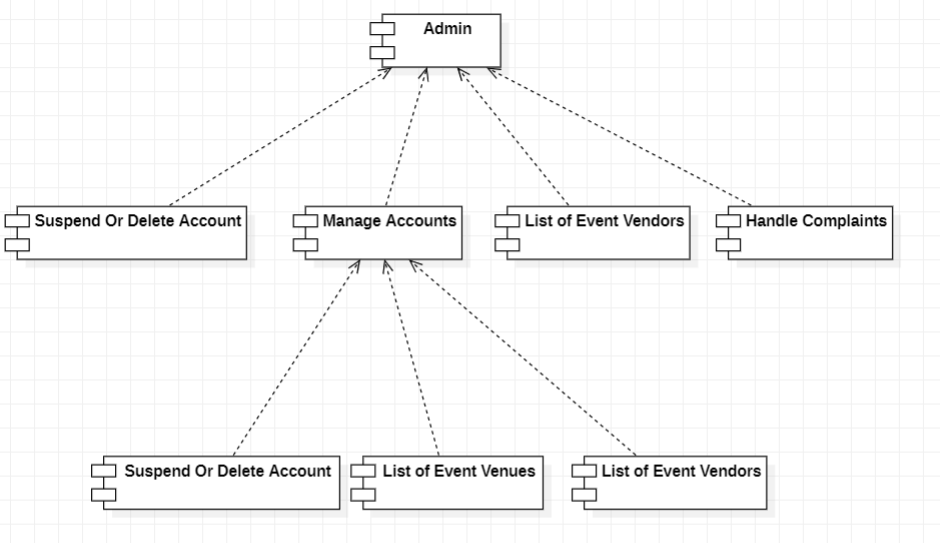 Admin
Suspend Or Delete Account
Manage Accounts
List of Event Vendors
Handle Complaints
Suspend Or Delete Account
List of Event Venues
List of Event Vendors